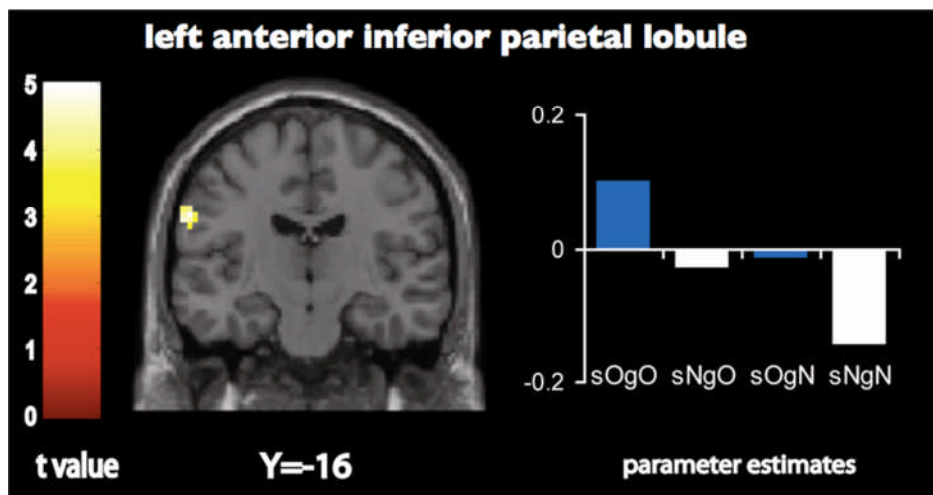 left anterior inferior parietal lobule
5
4
3
2
1
0
t value
Y=-16
0.2
0
-0.2
sOgO sNgO sOgN sNgN
parameter estimates